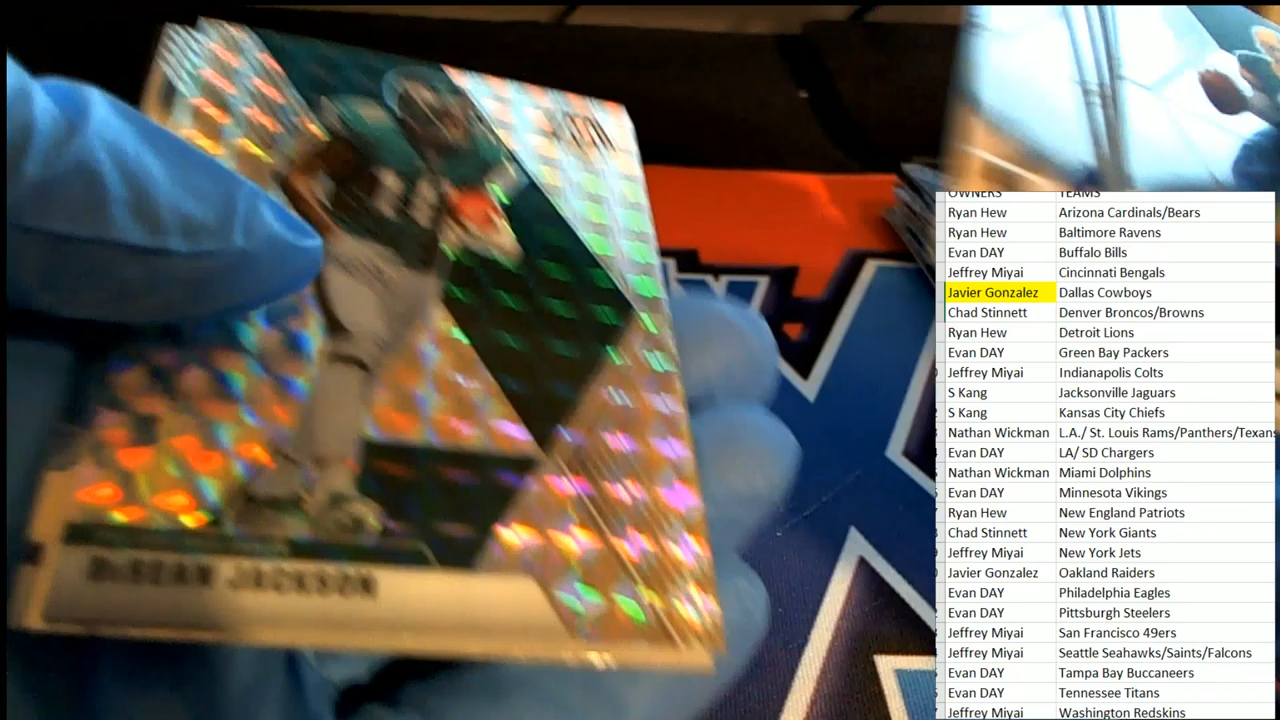 OWNERS TEAMS
Ryan Hew Arizona Cardinals/Bears
Ryan Hew Baltimore Ravens
Evan DAY Buffalo Bills
Jeffrey Miyai Cincinnati Bengals
Javier Gonzalez Dallas Cowboys
Chad Stinnett Denver Broncos/Browns
Ryan Hew Detroit Lions
Evan DAY Green Bay Packers
Jeffrey Miyai Indianapolis Colts
S Kang Jacksonville Jaguars
S Kang Kansas City Chiefs
Nathan Wickman L.A./ St. Louis Rams/Panthers/Texans
Evan DAY LA/ SD Chargers
Nathan Wickman Miami Dolphins
Evan DAY Minnesota Vikings
Ryan Hew New England Patriots
Chad Stinnett New York Giants
Jeffrey Miyai New York Jets
Javier Gonzalez Oakland Raiders
Evan DAY Philadelphia Eagles
Evan DAY Pittsburgh Steelers
Jeffrey Miyai San Francisco 49ers
Jeffrey Miyai Seattle Seahawks/Saints/Falcons
Evan DAY Tampa Bay Buccaneers
Evan DAY Tennessee Titans
Jeffrey Miyai Washington Redskins
DeSEAN JACKSON